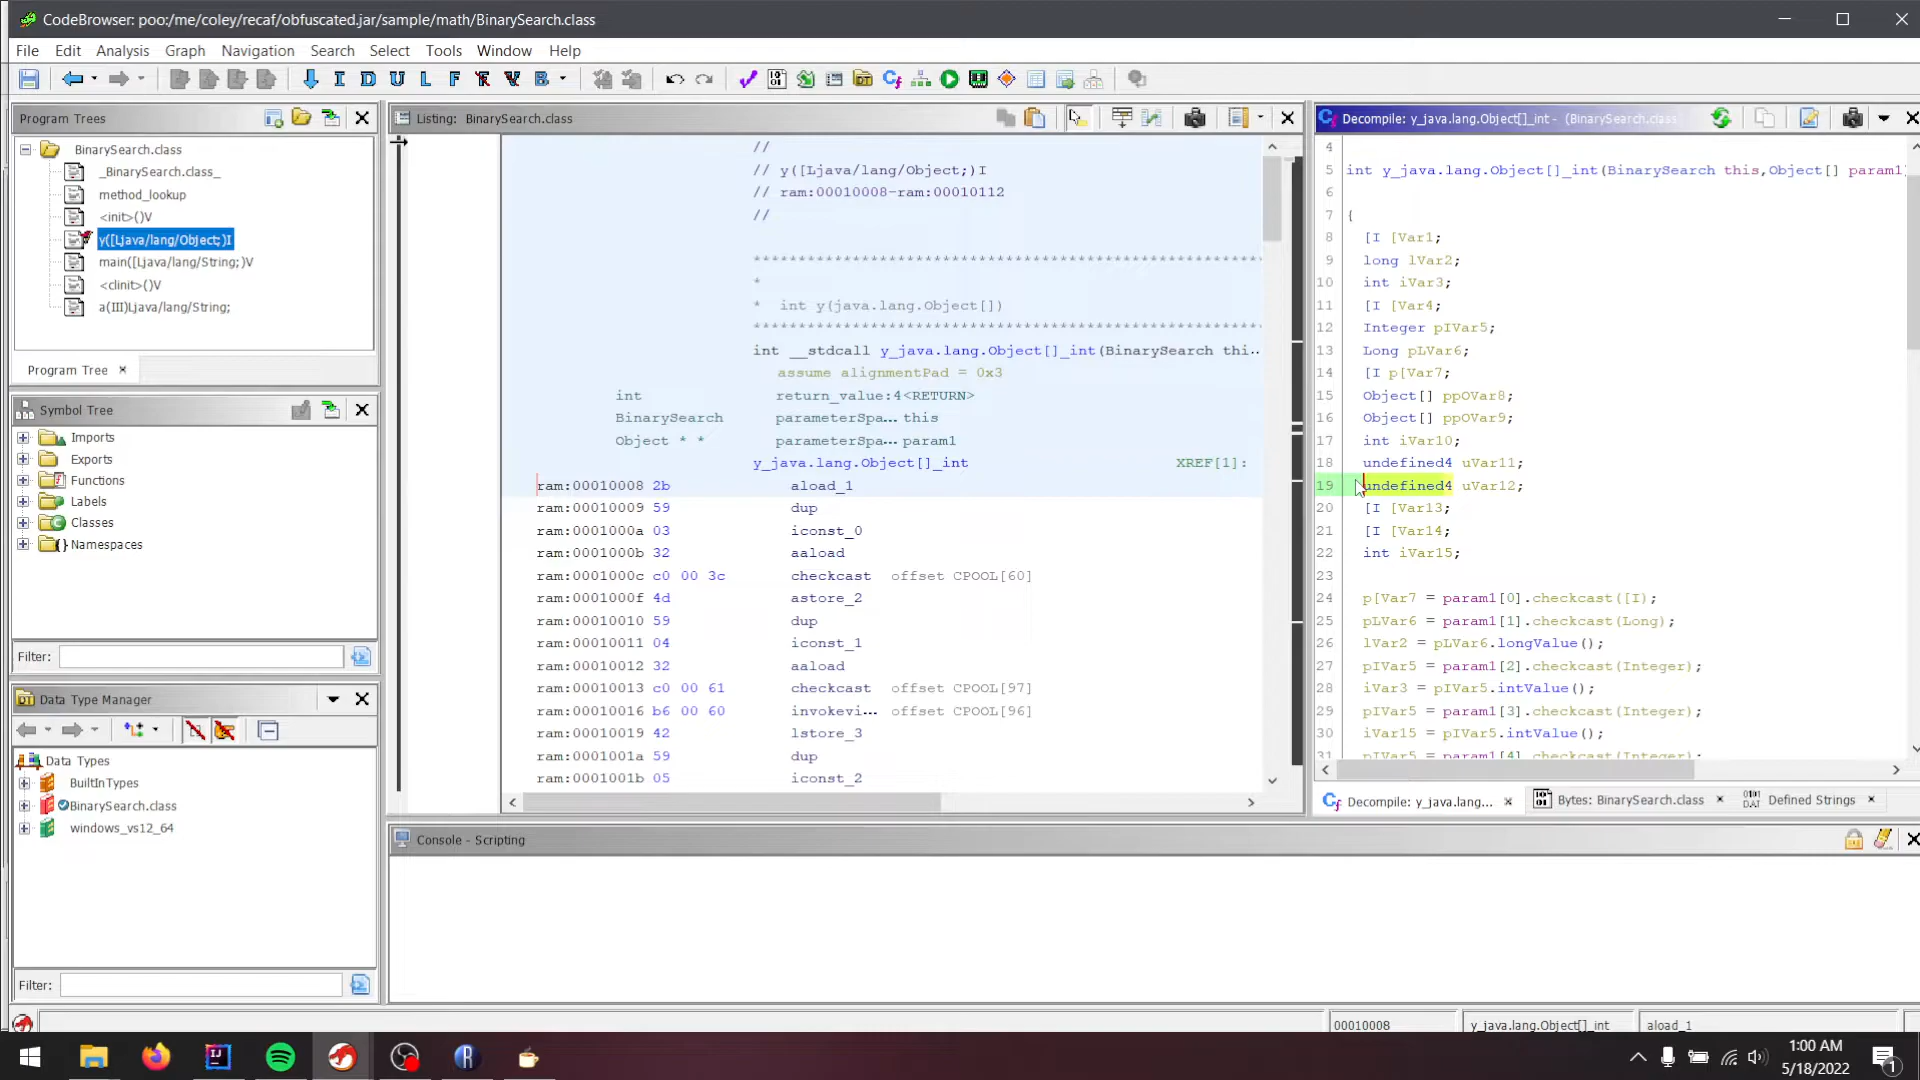 CodeBrowser: poo:/me/coley/recaf/obfuscated.jar/sample/math/BinarySearch.class
File Edit Analysis Graph Navigation Search Select Tools Window Help
I D U L F V B
Program Trees
BinarySearch.class
_BinarySearch.class_
method_lookup
<init>()V
y([Ljava/lang/Object;)I
main([Ljava/lang/String;)V
<clinit>()V
a(III)Ljava/lang/String;
Program Tree
Symbol Tree
Imports
Exports
Functions
Labels
Classes
Namespaces
Filter:
Data Type Manager
Data Types
BuiltInTypes
BinarySearch.class
windows_vs12_64
Filter:
Listing: BinarySearch.class
//
// y([Ljava/lang/Object;)I
// ram:00010008-ram:00010112
//
*
* int y(java.lang.Object[])
int __stdcall y_java.lang.Object[]_int(BinarySearch thi..
assume alignmentPad = 0x3
int return_value:4<RETURN>
BinarySearch parameterSpa... this
Object * * parameterSpa... param1
y_java.lang.Object[]_int XREF[1]:
ram:00010008 2b aload_1
ram:00010009 59 dup
ram:0001000a 03 iconst_0
ram:0001000b 32 aaload
ram:0001000c c0 00 3c checkcast offset CPOOL[60]
ram:0001000f 4d astore_2
ram:00010010 59 dup
ram:00010011 04 iconst_1
ram:00010012 32 aaload
ram:00010013 c0 00 61 checkcast offset CPOOL[97]
ram:00010016 b6 00 60 invokevi... offset CPOOL[96]
ram:00010019 42 lstore_3
ram:0001001a 59 dup
ram:0001001b 05 iconst_2
Decompile: y_java.lang.Object[]_int - (BinarySearch.class
4
5 int y_java.lang.Object[]_int(BinarySearch this,Object[] param1)
6
7 {
8 [I [Var1;
9 long lVar2;
10 int iVar3;
11 [I [Var4;
12 Integer pIVar5;
13 Long pLVar6;
14 [I p[Var7;
15 Object[] ppOVar8;
16 Object[] ppOVar9;
17 int iVar10;
18 undefined4 uVar11;
19 undefined4 uVar12;
20 [I [Var13;
21 [I [Var14;
22 int iVar15;
23
24 p[Var7 = param1[0].checkcast([I);
25 pLVar6 = param1[1].checkcast(Long);
26 lVar2 = pLVar6.longValue();
27 pIVar5 = param1[2].checkcast(Integer);
28 iVar3 = pIVar5.intValue();
29 pIVar5 = param1[3].checkcast(Integer);
30 iVar15 = pIVar5.intValue();
31 pIVar5 = param1[4].checkcast(Integer);
Decompile: y_java.lang... Bytes: BinarySearch.class Defined Strings
Console - Scripting
00010008 y_java.lang.Object[]_int aload_1
1:00 AM
5/18/2022
1